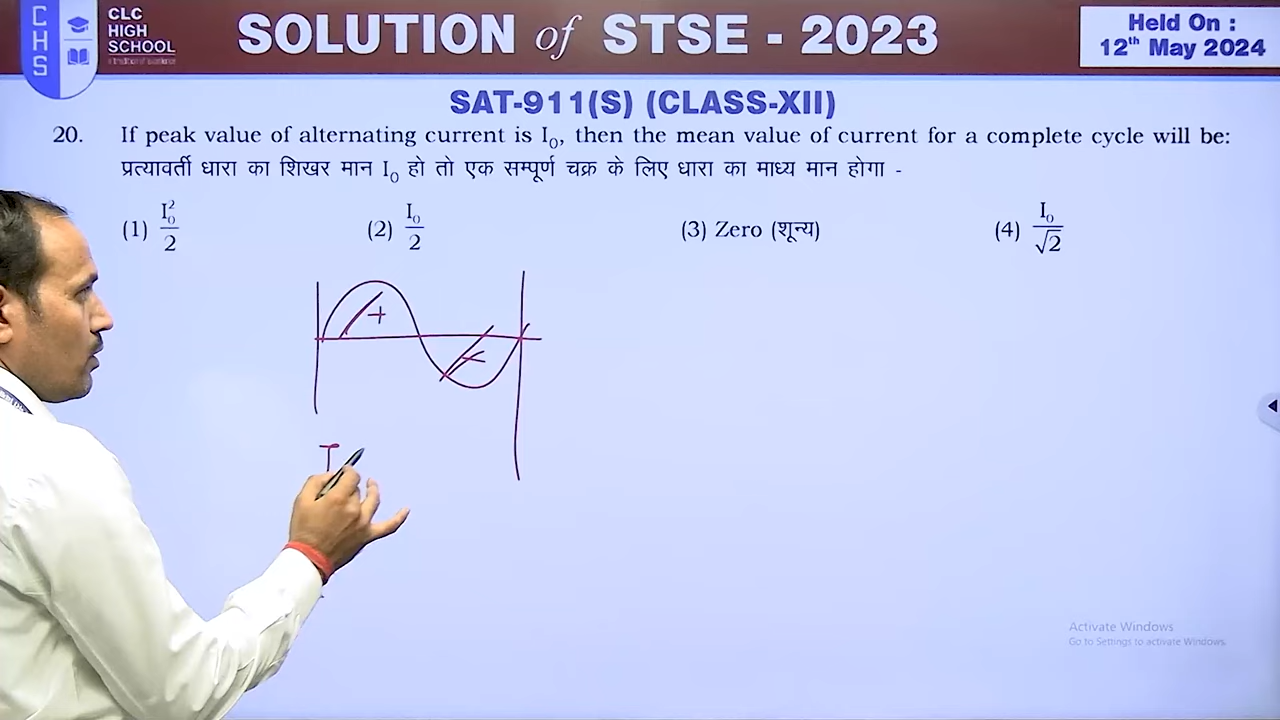 CHS
CLC
HIGH
SCHOOL
SOLUTION of STSE - 2023
Held On :
12th May 2024
SAT-911(S) (CLASS-XII)
20. If peak value of alternating current is I₀, then the mean value of current for a complete cycle will be:
प्रत्यावर्ती धारा का शिखर मान I₀ हो तो एक सम्पूर्ण चक्र के लिए धारा का माध्य मान होगा -
(1) I₀²/2 (2) I₀/2 (3) Zero (शून्य) (4) I₀/√2
+
-
I
Activate Windows
Go to Settings to activate Windows.